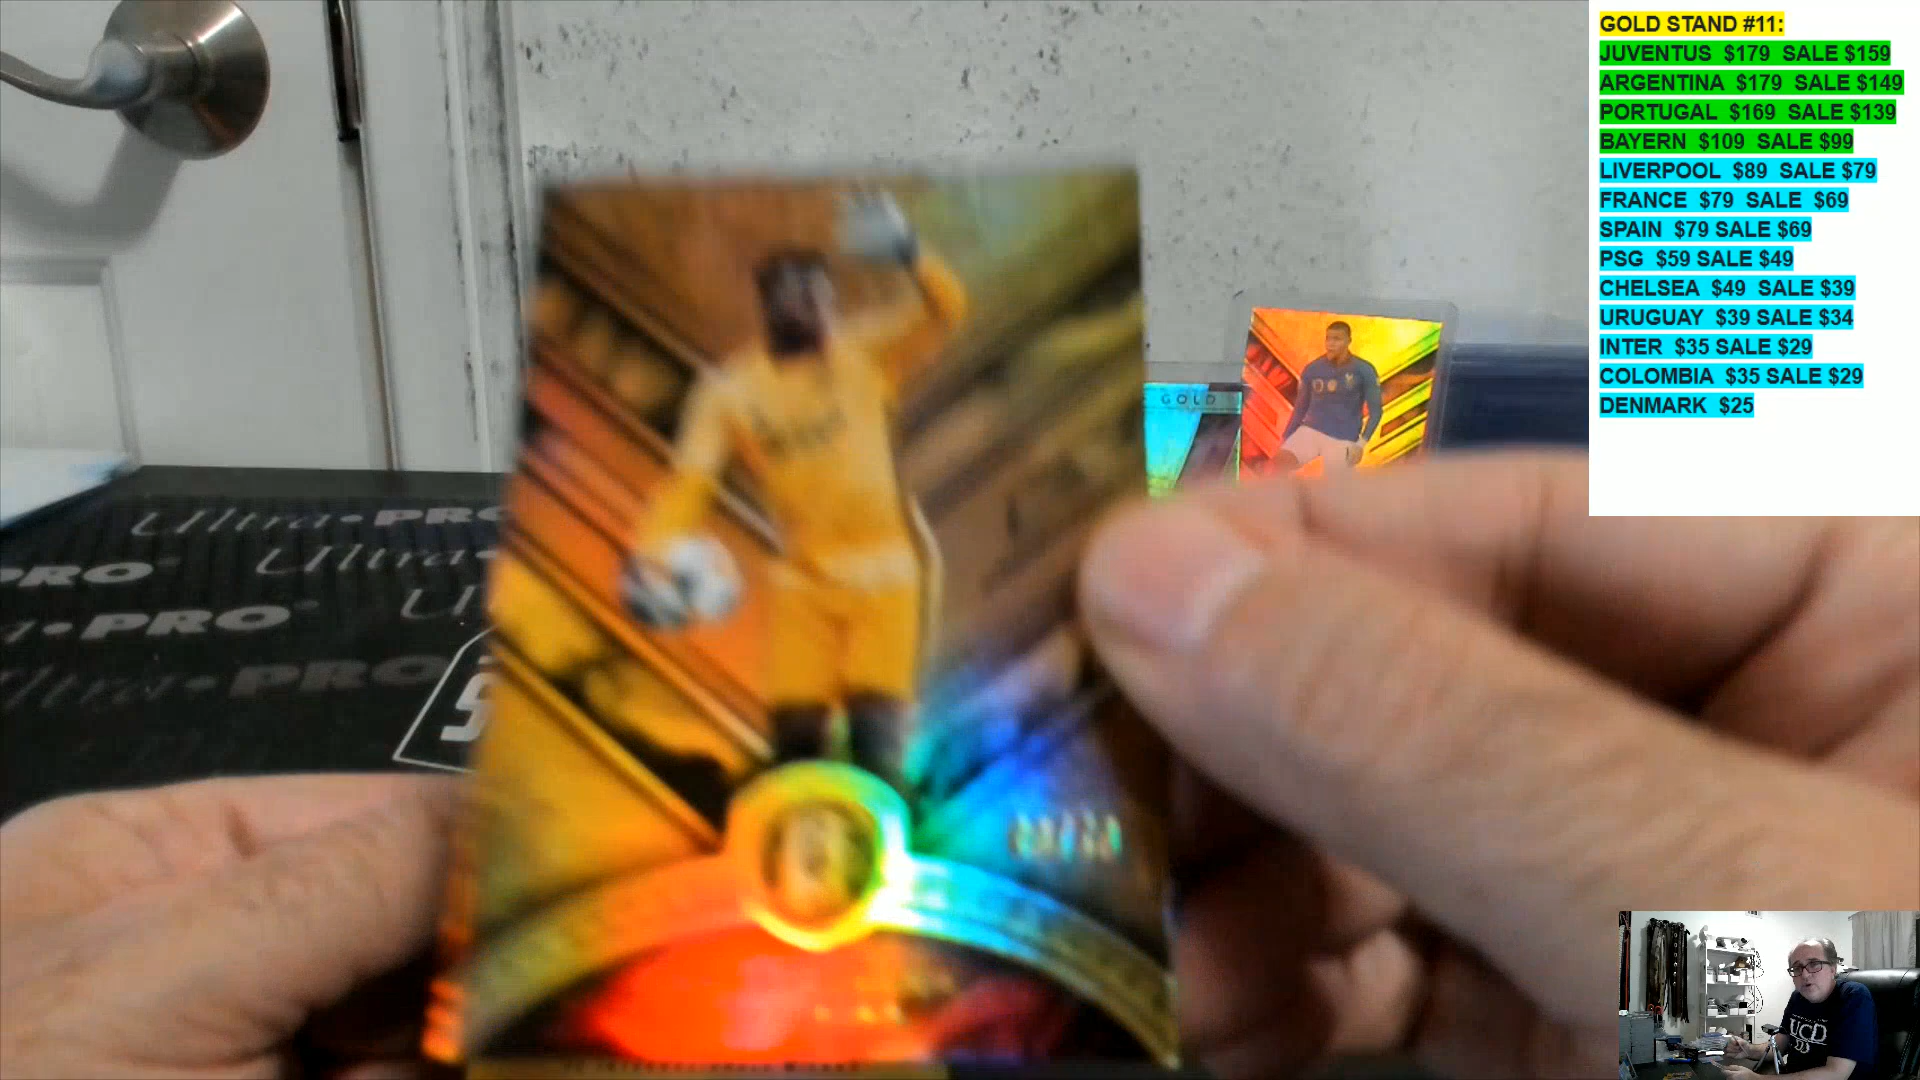 GOLD STAND #11:
JUVENTUS $179 SALE $159
ARGENTINA $179 SALE $149
PORTUGAL $169 SALE $139
BAYERN $109 SALE $99
LIVERPOOL $89 SALE $79
FRANCE $79 SALE $69
SPAIN $79 SALE $69
PSG $59 SALE $49
CHELSEA $49 SALE $39
URUGUAY $39 SALE $34
INTER $35 SALE $29
COLOMBIA $35 SALE $29
DENMARK $25
GOLD
Ultra•PRO
PRO Ultra
PRO Ul
Ultra•PRO
UCD